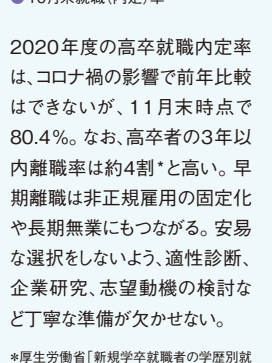 2020年度の高卒就職内定率
は、コロナ禍の影響で前年比較
はできないが、11月末時点で
80.4%。なお、高卒者の3年以
内離職率は約4割*と高い。早
期離職は非正規雇用の固定化
や長期無業にもつながる。安易
な選択をしないよう、適性診断、
企業研究、志望動機の検討な
ど丁寧な準備が欠かせない。
*厚生労働省「新規学卒就職者の学歴別就